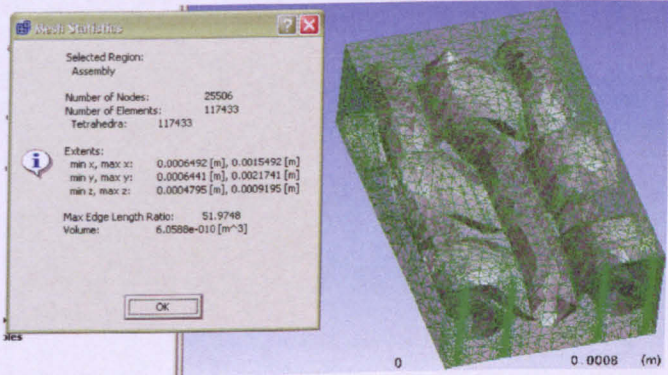 Mesh Statistics
Selected Region:
Assembly
Number of Nodes: 25506
Number of Elements: 117433
Tetrahedra: 117433
Extents:
min x, max x: 0.0006492 [m], 0.0015492 [m]
min y, max y: 0.0006441 [m], 0.0021741 [m]
min z, max z: 0.0004795 [m], 0.0009195 [m]
Max Edge Length Ratio: 51.9748
Volume: 6.0588e-010 [m^3]
OK
0 0.0008 (m)